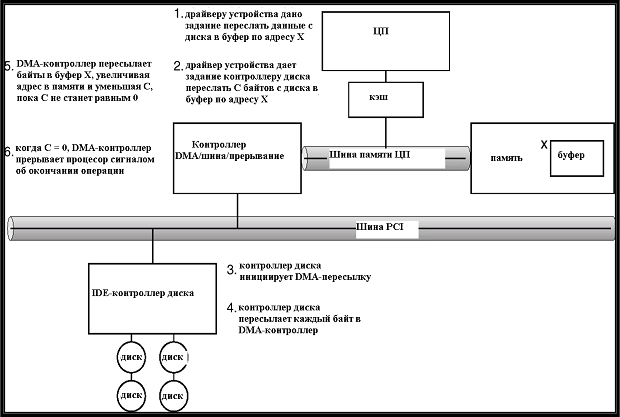 1. драйверу устройства дано
задание переслать данные с
диска в буфер по адресу X
ЦП
5. DMA-контроллер пересылает
байты в буфер X, увеличивая
адрес в памяти и уменьшая C,
пока C не станет равным 0
2. драйвер устройства дает
задание контроллеру диска
переслать C байтов с диска в
буфер по адресу X
кэш
6. когда C = 0, DMA-контроллер
прерывает процессор сигналом
об окончании операции
Контроллер
DMA/шина/прерывание
Шина памяти ЦП
память
X
буфер
Шина PCI
IDE-контроллер диска
3. контроллер диска
инициирует DMA-пересылку
4. контроллер диска
пересылает каждый байт в
DMA-контроллер
диск диск
диск диск